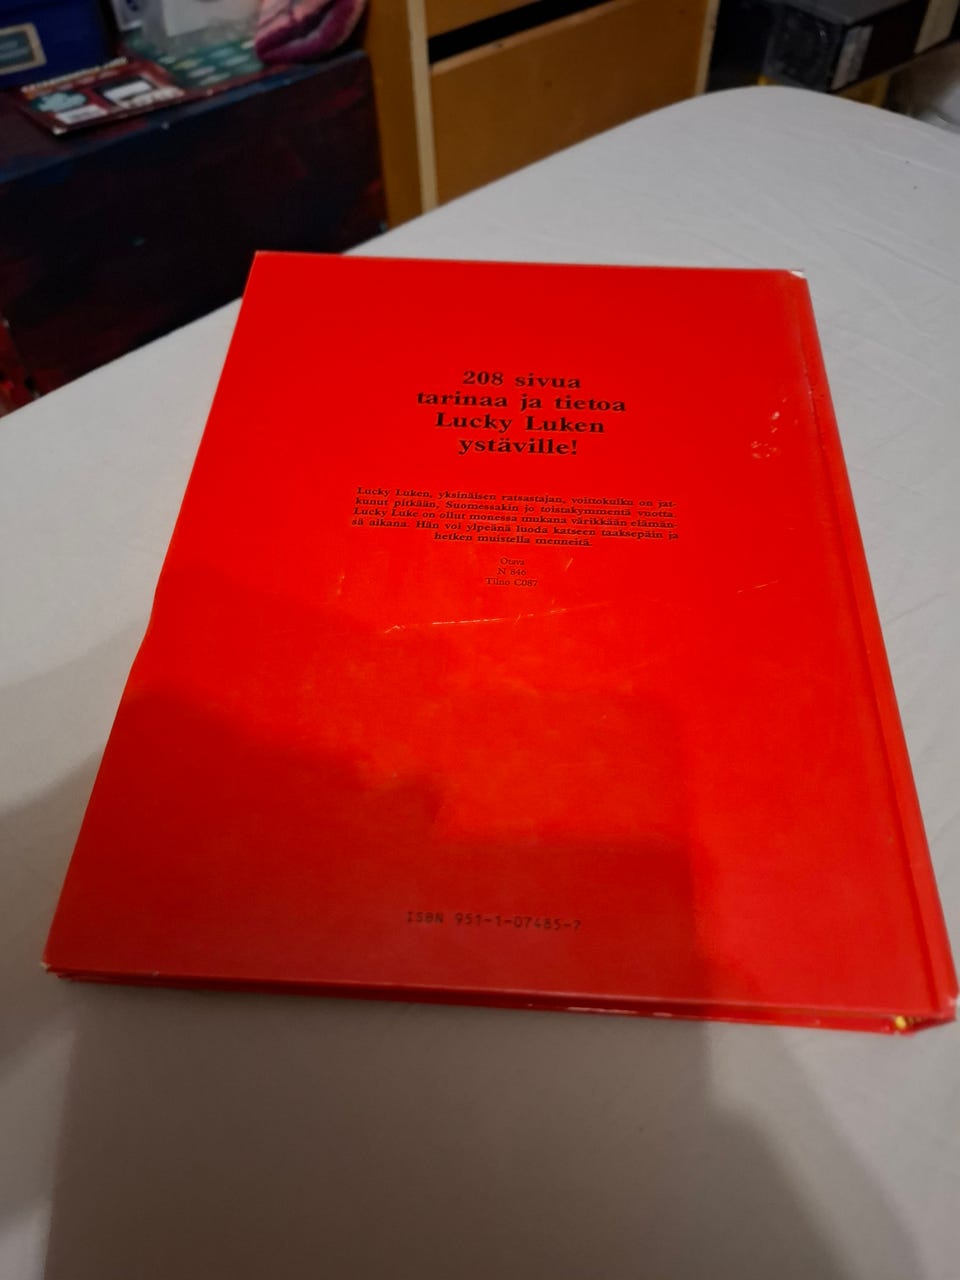 208 sivua
tarinaa ja tietoa
Lucky Luken
ystäville!
Lucky Luken, yksinäisen ratsastajan, voittokulku on jat-
kunut pitkään, Suomessakin jo toistakymmentä vuotta.
Lucky Luke on ollut monessa mukana värikkään elämän-
sä aikana. Hän voi ylpeänä luoda katseen taaksepäin ja
hetken muistella menneitä.
Otava
N 846
Tilno C087
ISBN 951-1-07485-7